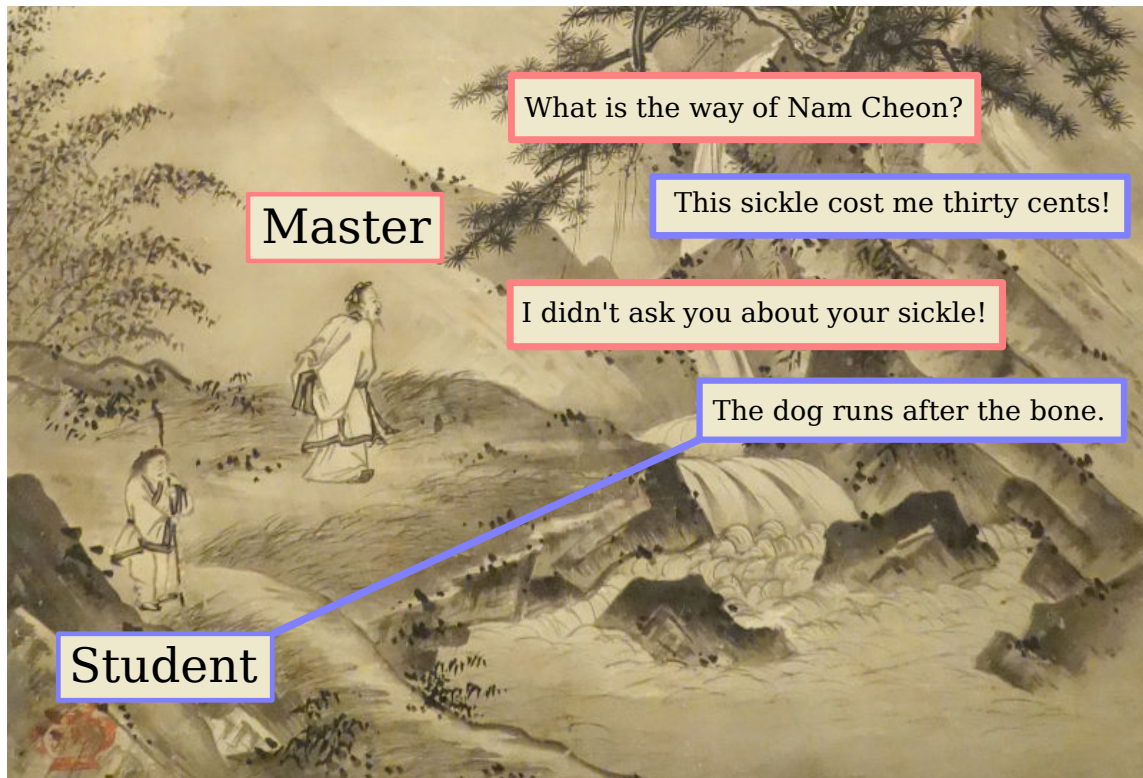 What is the way of Nam Cheon?
This sickle cost me thirty cents!
Master
I didn't ask you about your sickle!
The dog runs after the bone.
Student